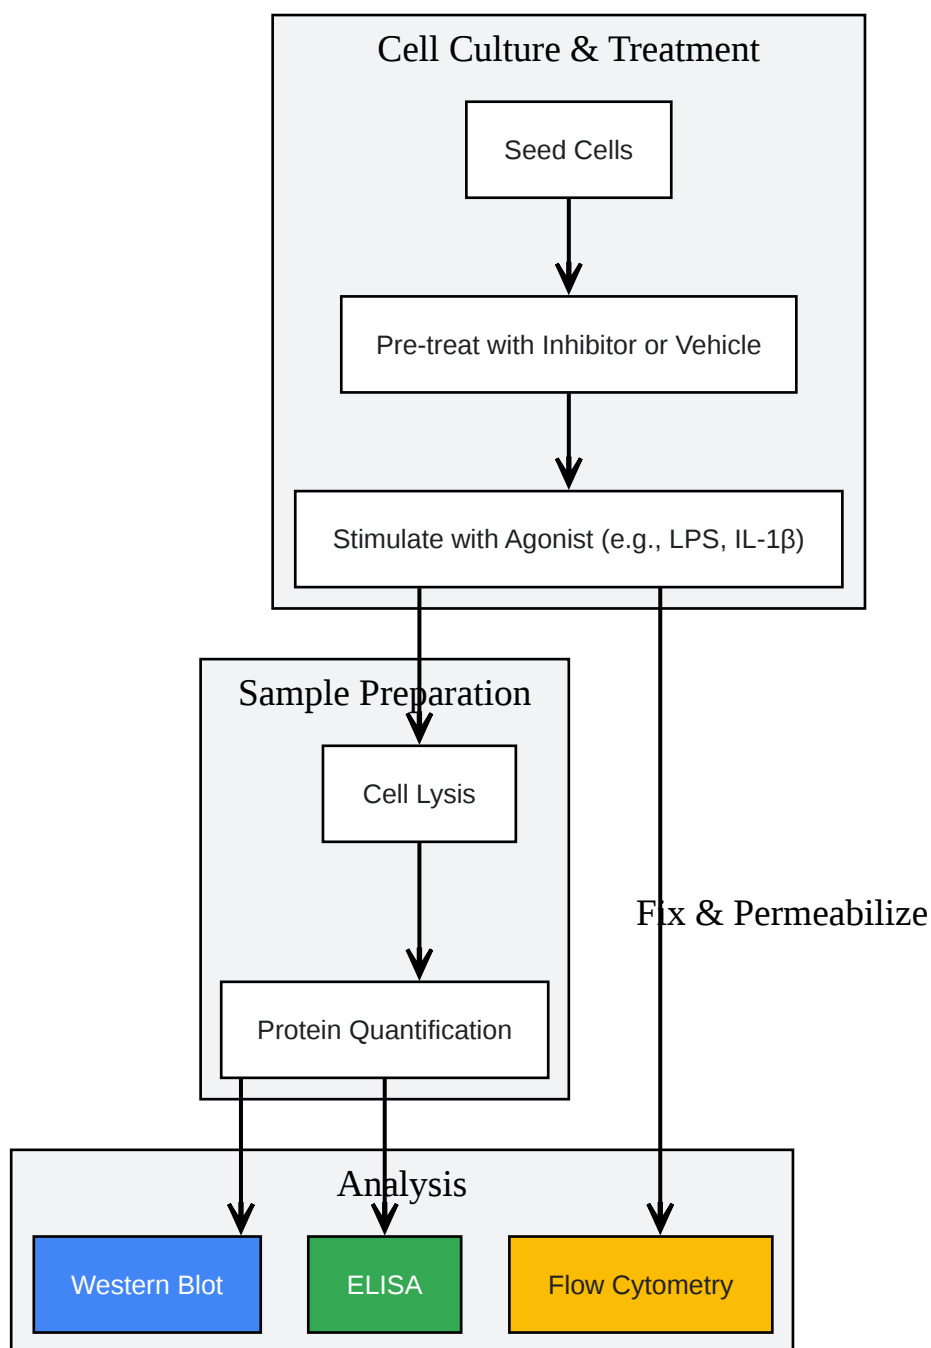 Cell Culture & Treatment
Seed Cells
Pre-treat with Inhibitor or Vehicle
Stimulate with Agonist (e.g., LPS, IL-1β)
Sample Preparation
Cell Lysis
Fix & Permeabilize
Protein Quantification
Analysis
Western Blot
ELISA
Flow Cytometry